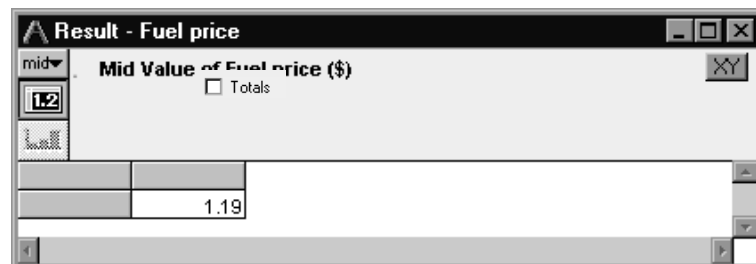 Result - Fuel price
mid
Mid Value of Fuel price ($)
XY
Totals
1.2
1.19